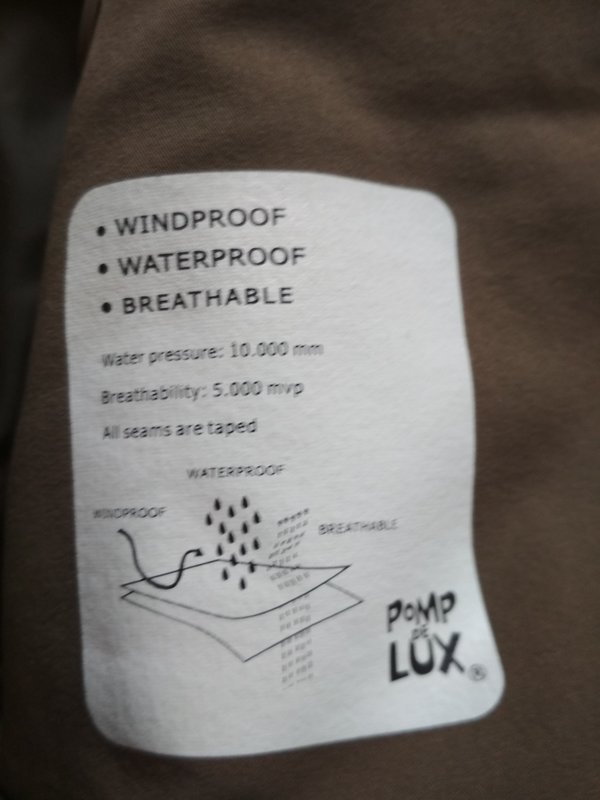 • WINDPROOF
• WATERPROOF
• BREATHABLE
Water pressure: 10.000 mm
Breathability: 5.000 mvp
All seams are taped
WATERPROOF
WINDPROOF
BREATHABLE
POMP
DE
LUX ®